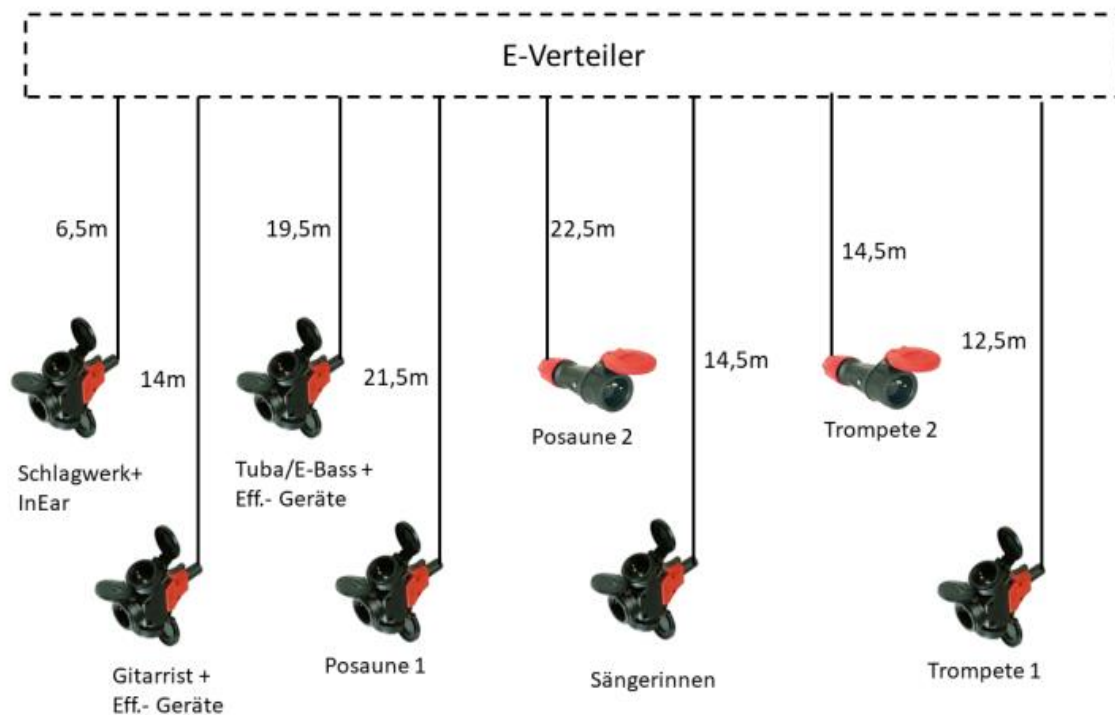 E-Verteiler
6,5m
19,5m
22,5m
14,5m
14m
21,5m
14,5m
12,5m
Schlagwerk+
InEar
Tuba/E-Bass +
Eff.- Geräte
Posaune 2
Trompete 2
Gitarrist +
Eff.- Geräte
Posaune 1
Sängerinnen
Trompete 1